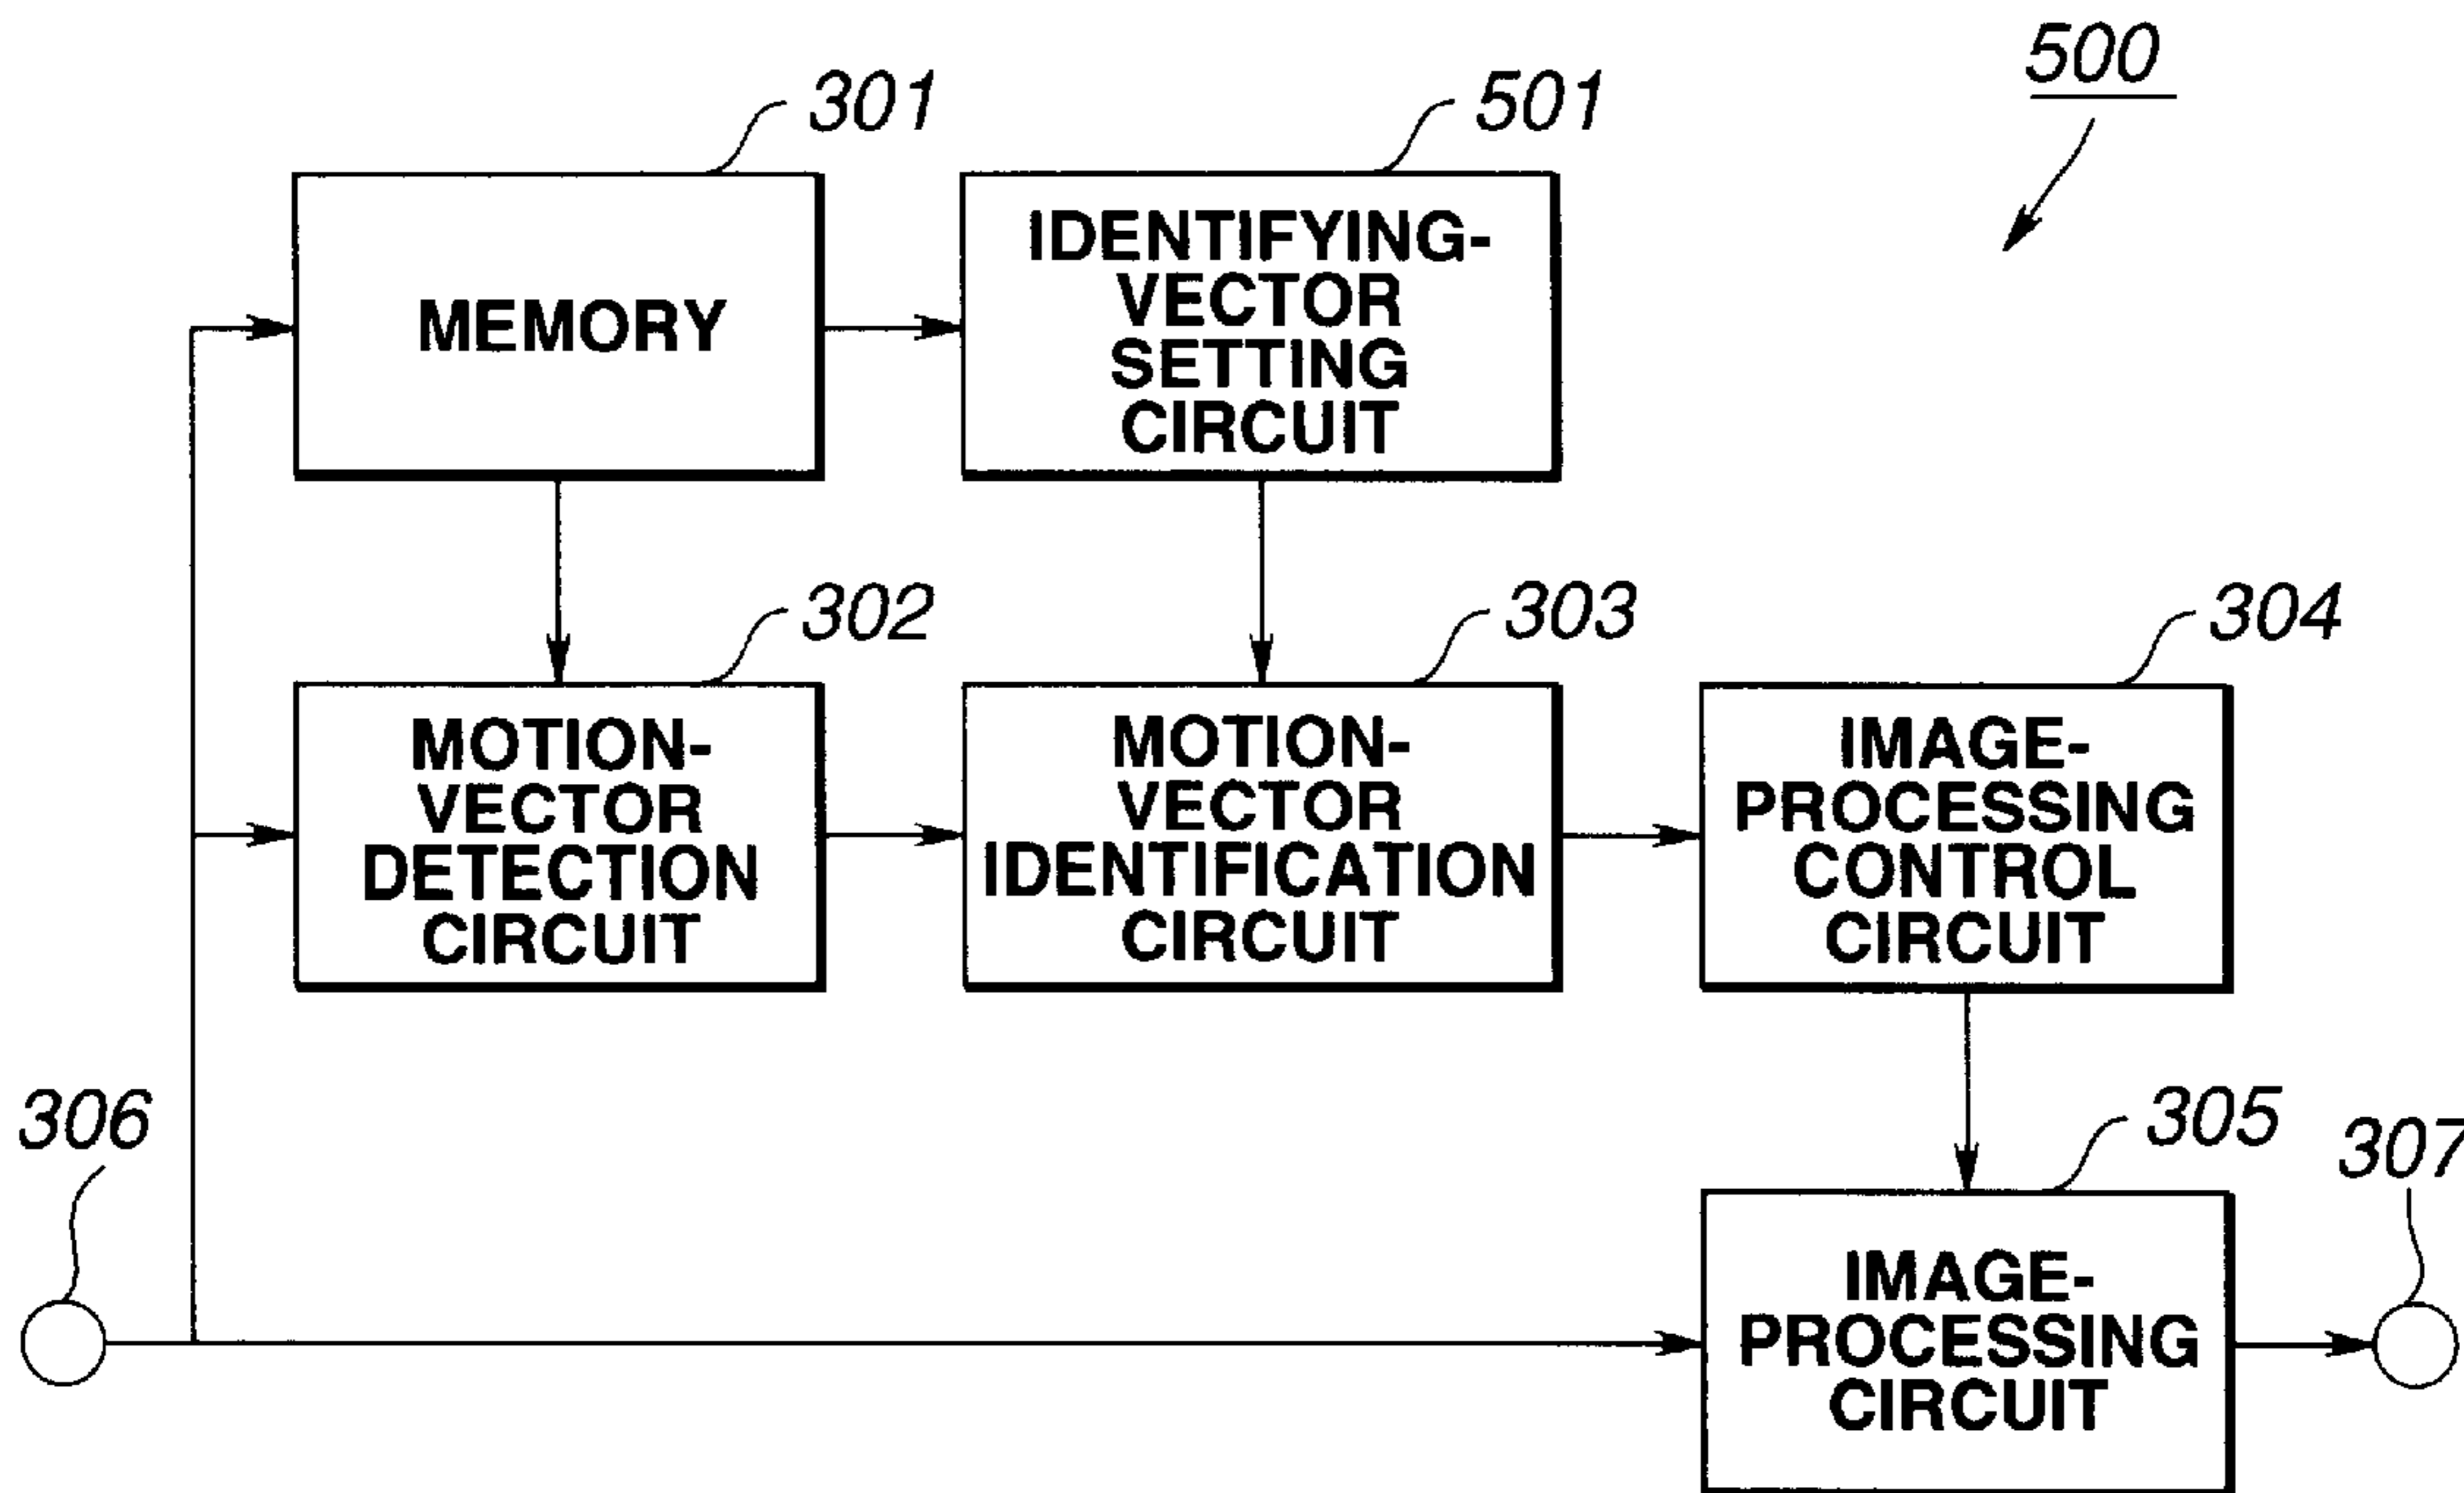 500
301
501
MEMORY
IDENTIFYING-
VECTOR
SETTING
CIRCUIT
302
303
304
MOTION-
VECTOR
DETECTION
CIRCUIT
MOTION-
VECTOR
IDENTIFICATION
CIRCUIT
IMAGE-
PROCESSING
CONTROL
CIRCUIT
306
305
307
IMAGE-
PROCESSING
CIRCUIT